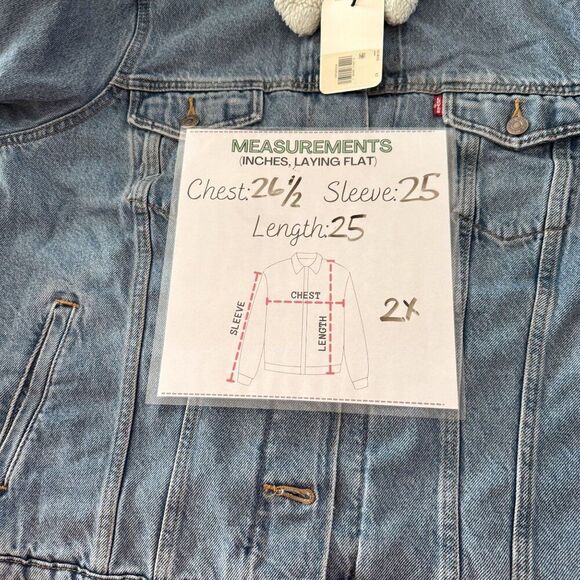 MEASUREMENTS
(INCHES, LAYING FLAT)
Chest: 26 1/2 Sleeve: 25
Length: 25
CHEST
SLEEVE
LENGTH
2X